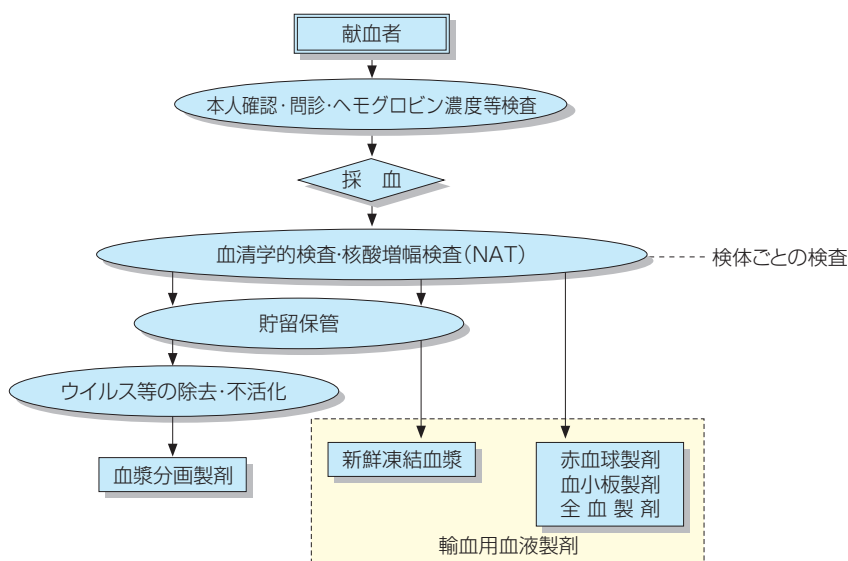 献血者
本人確認・問診・ヘモグロビン濃度等検査
採　血
血清学的検査・核酸増幅検査(NAT)
検体ごとの検査
貯留保管
ウイルス等の除去・不活化
血漿分画製剤
新鮮凍結血漿
赤血球製剤
血小板製剤
全 血 製 剤
輸血用血液製剤